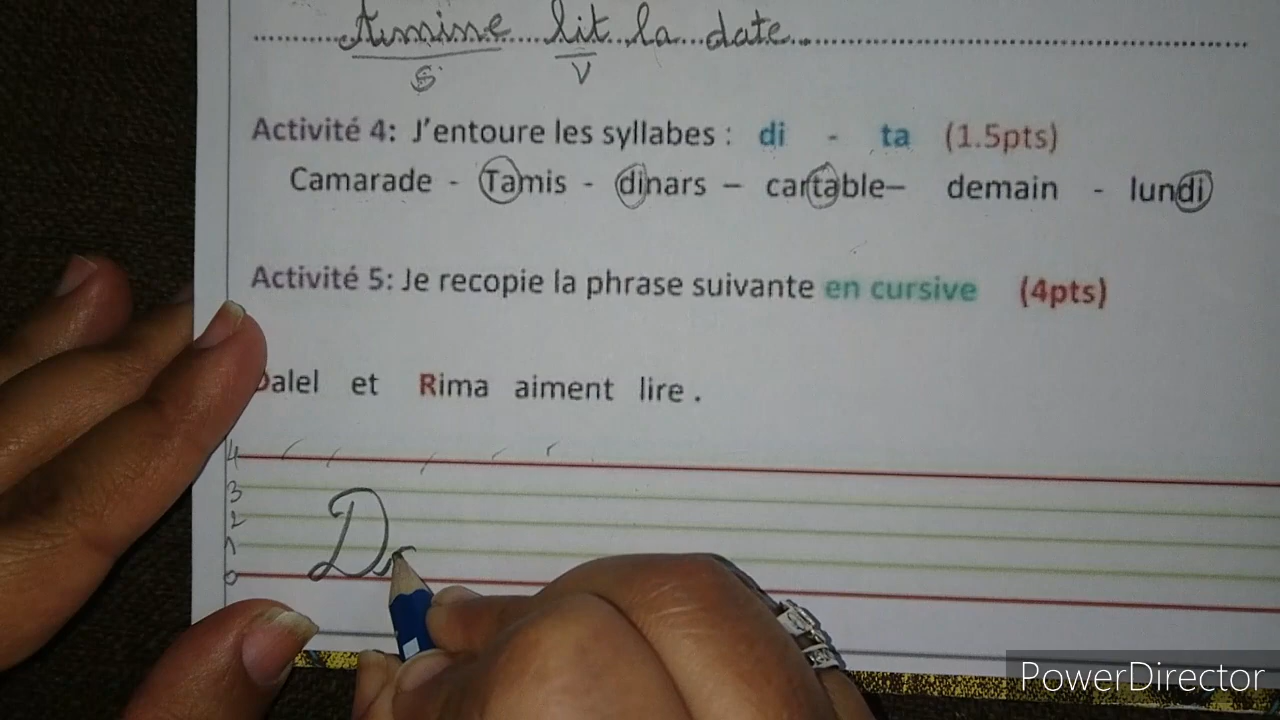 Amine lit la date
S V
Activité 4: J'entoure les syllabes : di - ta (1.5pts)
Camarade - Tamis - dinars – cartable– demain - lundi
Activité 5: Je recopie la phrase suivante en cursive (4pts)
Dalel et Rima aiment lire .
4
3
2
1
0
D
PowerDirector